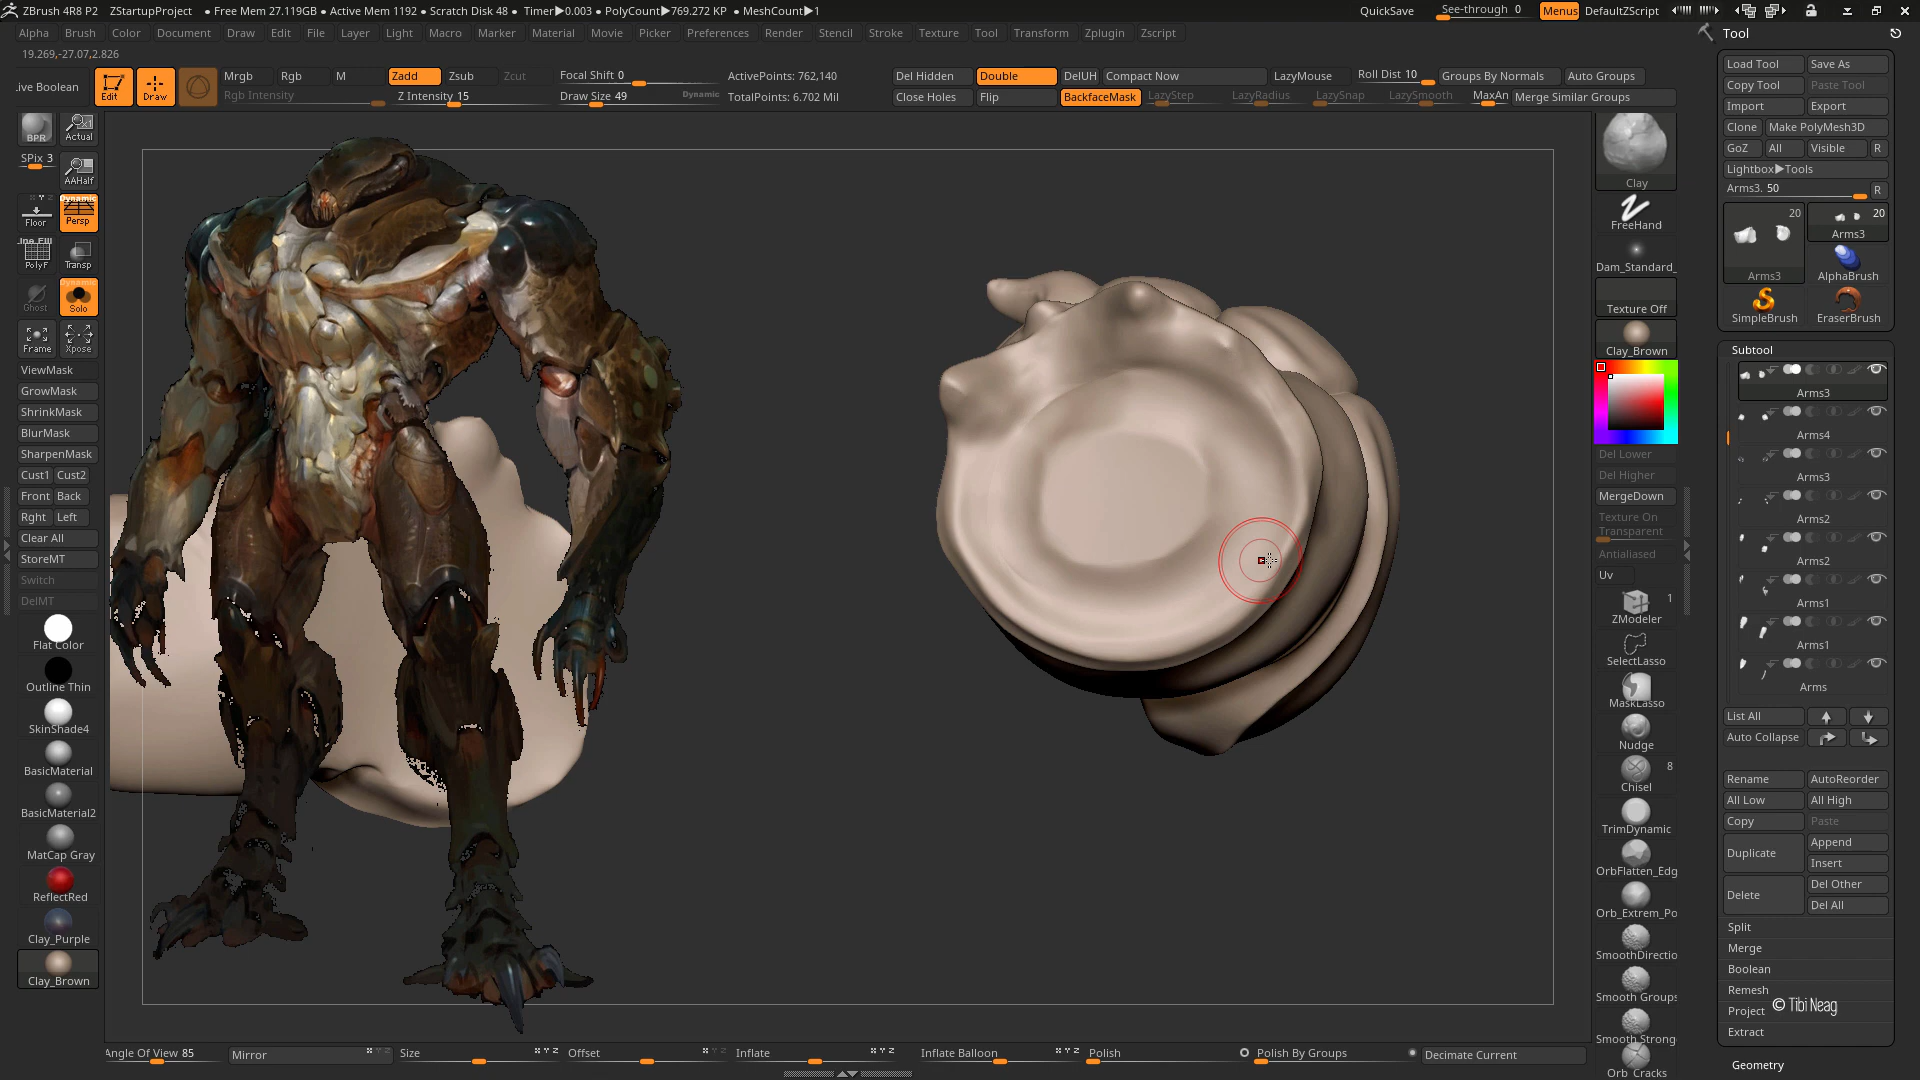 ZBrush 4R8 P2 ZStartupProject • Free Mem 27.119GB • Active Mem 1192 • Scratch Disk 48 • Timer▶0.003 • PolyCount▶769.272 KP • MeshCount▶1 QuickSave See-through 0 Menus DefaultZScript
Alpha Brush Color Document Draw Edit File Layer Light Macro Marker Material Movie Picker Preferences Render Stencil Stroke Texture Tool Transform Zplugin Zscript
19.269,-27.07,2.826
ive Boolean Edit Draw Mrgb Rgb M Zadd Zsub Zcut Focal Shift 0 ActivePoints: 762,140 Del Hidden Double DelUH Compact Now LazyMouse Roll Dist 10 Groups By Normals Auto Groups
Rgb Intensity Z Intensity 15 Draw Size 49 Dynamic TotalPoints: 6.702 Mil Close Holes Flip BackfaceMask LazyStep LazyRadius LazySnap LazySmooth MaxAn Merge Similar Groups
BPR
Actual
SPix 3
AAHalf
Dynamic
Floor
Persp
Line Fill
PolyF
Transp
Dynamic
Ghost
Solo
Frame
Xpose
ViewMask
GrowMask
ShrinkMask
BlurMask
SharpenMask
Cust1 Cust2
Front Back
Rght Left
Clear All
StoreMT
Switch
DelMT
Flat Color
Outline Thin
SkinShade4
BasicMaterial
BasicMaterial2
MatCap Gray
ReflectRed
Clay_Purple
Clay_Brown
Angle Of View 85 Mirror Size Offset Inflate Inflate Balloon Polish Polish By Groups Decimate Current
Clay
FreeHand
Dam_Standard_
Texture Off
Clay_Brown
Del Lower
Del Higher
MergeDown
Texture On
Transparent
Antialiased
Uv
1
ZModeler
SelectLasso
MaskLasso
Nudge
8
Chisel
TrimDynamic
OrbFlatten_Edg
Orb_Extrem_Po
SmoothDirectio
Smooth Groups
Smooth Strong
Orb_Cracks
Tool
Load Tool Save As
Copy Tool Paste Tool
Import Export
Clone Make PolyMesh3D
GoZ All Visible R
Lightbox▶Tools
Arms3. 50 R
20 20
Arms3
Arms3 AlphaBrush
SimpleBrush EraserBrush
Subtool
Arms3
Arms4
Arms3
Arms2
Arms2
Arms1
Arms1
Arms
List All
Auto Collapse
Rename AutoReorder
All Low All High
Copy Paste
Duplicate Append
Insert
Delete Del Other
Del All
Split
Merge
Boolean
Remesh
Project © Tibi Neag
Extract
Geometry